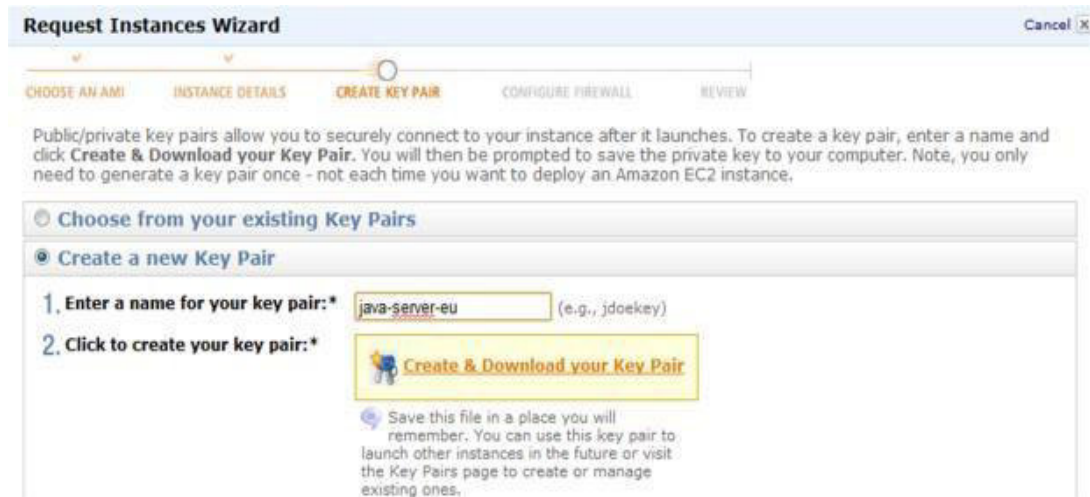 Request Instances Wizard
Cancel x
CHOOSE AN AMI INSTANCE DETAILS CREATE KEY PAIR CONFIGURE FIREWALL REVIEW
Public/private key pairs allow you to securely connect to your instance after it launches. To create a key pair, enter a name and
click Create & Download your Key Pair. You will then be prompted to save the private key to your computer. Note, you only
need to generate a key pair once - not each time you want to deploy an Amazon EC2 instance.
Choose from your existing Key Pairs
Create a new Key Pair
1. Enter a name for your key pair:* java-server-eu (e.g., jdoekey)
2. Click to create your key pair:*
Create & Download your Key Pair
Save this file in a place you will
remember. You can use this key pair to
launch other instances in the future or visit
the Key Pairs page to create or manage
existing ones.